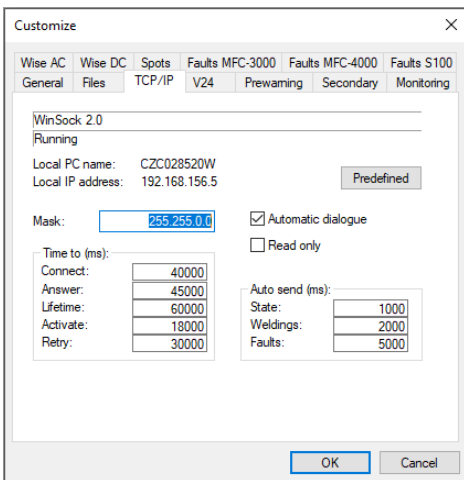 Customize
Wise AC Wise DC Spots Faults MFC-3000 Faults MFC-4000 Faults S100
General Files TCP/IP V24 Prewarning Secondary Monitoring
WinSock 2.0
Running
Local PC name: CZC028520W
Local IP address: 192.168.156.5
Predefined
Mask: 255.255.0.0
Automatic dialogue
Read only
Time to (ms):
Connect: 40000
Answer: 45000
Lifetime: 60000
Activate: 18000
Retry: 30000
Auto send (ms):
State: 1000
Weldings: 2000
Faults: 5000
OK Cancel